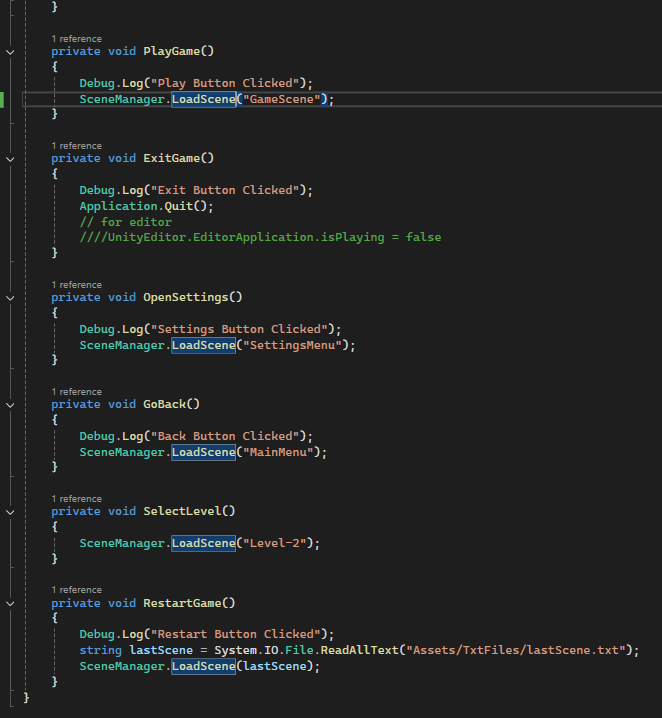 }
1 reference
private void PlayGame()
{
Debug.Log("Play Button Clicked");
SceneManager.LoadScene("GameScene");
}
1 reference
private void ExitGame()
{
Debug.Log("Exit Button Clicked");
Application.Quit();
// for editor
////UnityEditor.EditorApplication.isPlaying = false
}
1 reference
private void OpenSettings()
{
Debug.Log("Settings Button Clicked");
SceneManager.LoadScene("SettingsMenu");
}
1 reference
private void GoBack()
{
Debug.Log("Back Button Clicked");
SceneManager.LoadScene("MainMenu");
}
1 reference
private void SelectLevel()
{
SceneManager.LoadScene("Level-2");
}
1 reference
private void RestartGame()
{
Debug.Log("Restart Button Clicked");
string lastScene = System.IO.File.ReadAllText("Assets/TxtFiles/lastScene.txt");
SceneManager.LoadScene(lastScene);
}
}